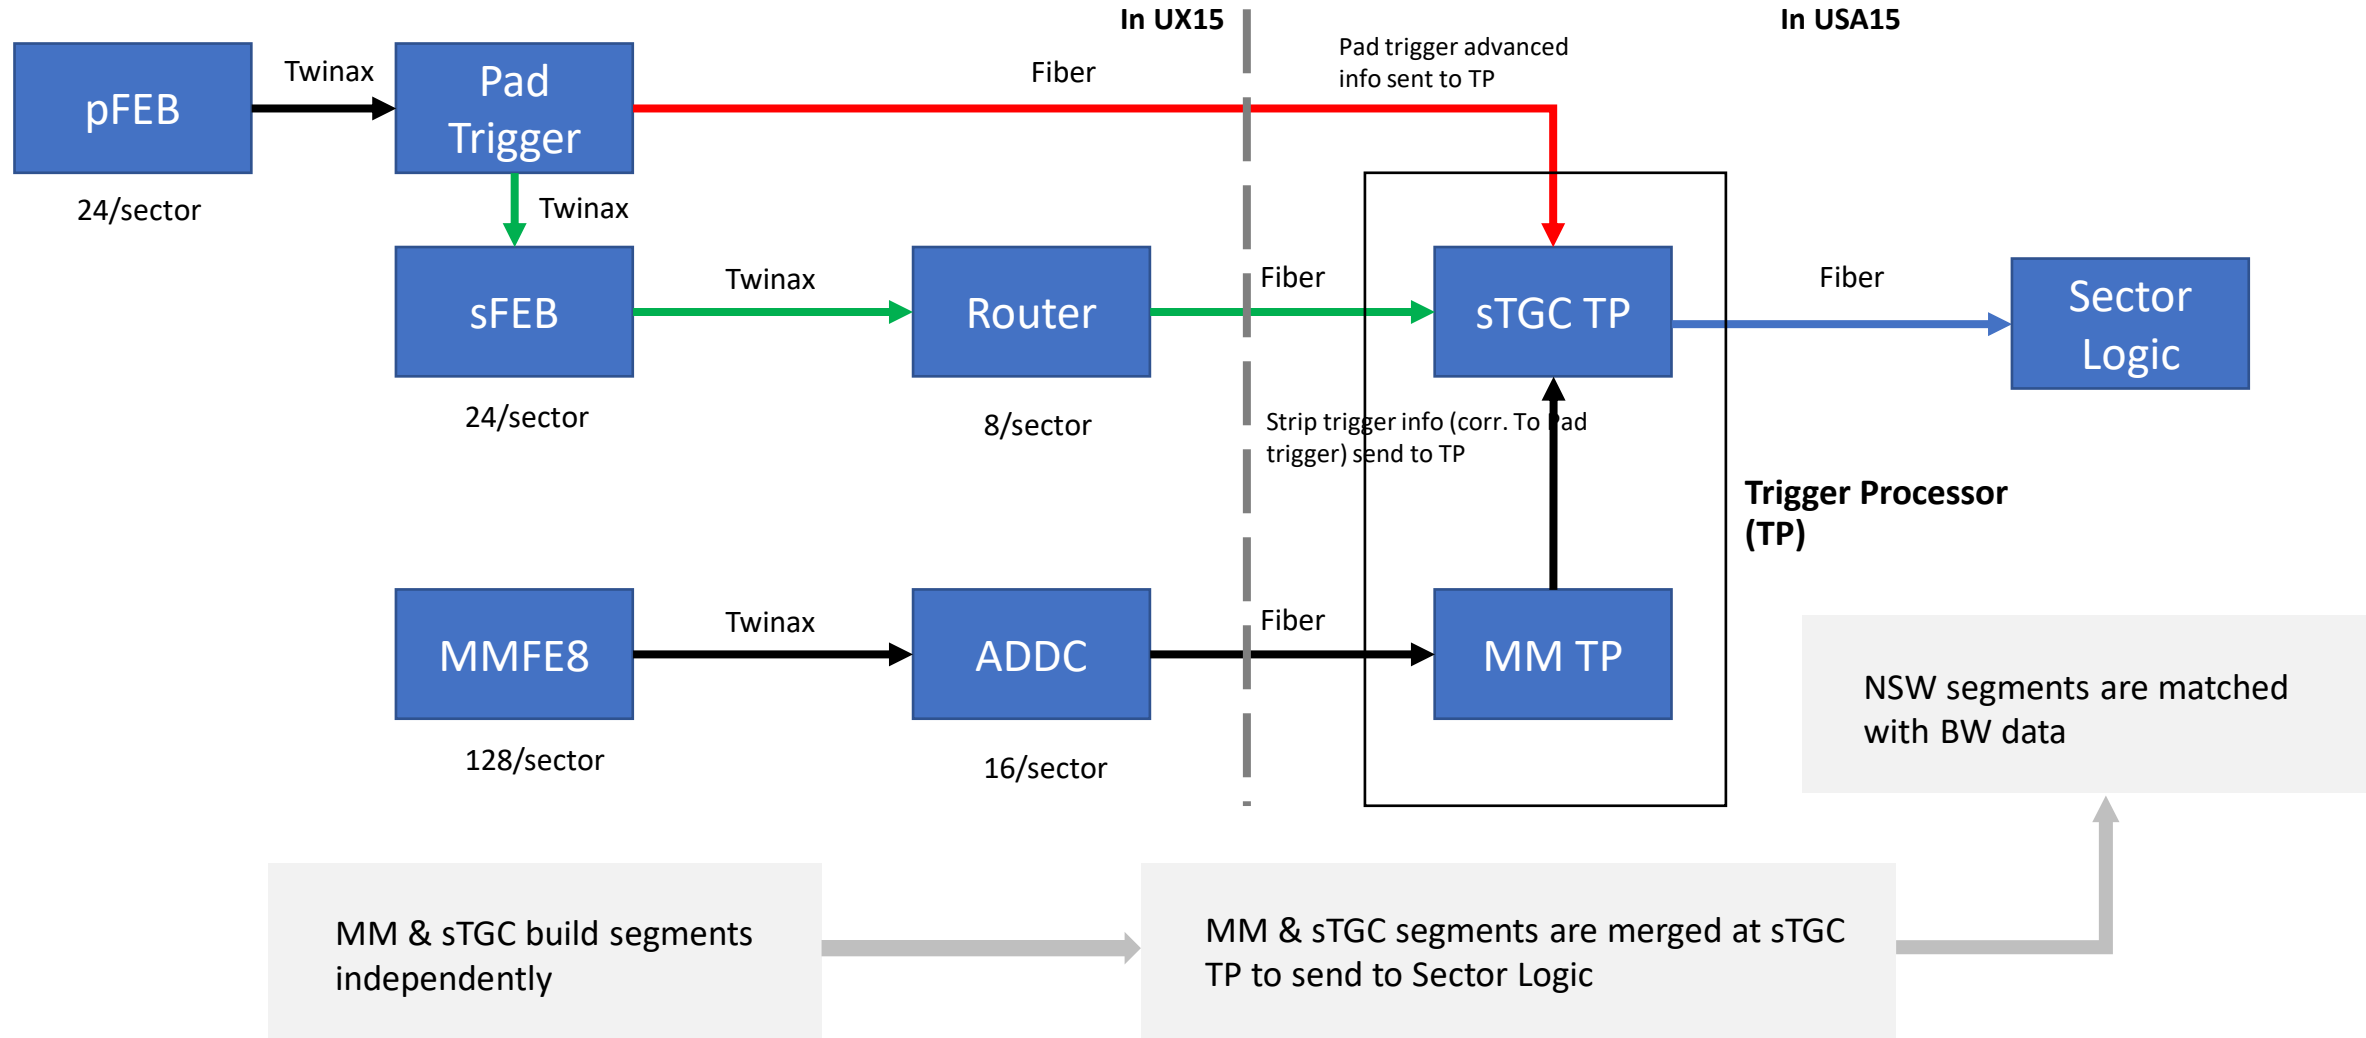 In UX15
In USA15
pFEB
24/sector
Twinax
Pad
Trigger
Fiber
Pad trigger advanced
info sent to TP
Twinax
sFEB
24/sector
Twinax
Router
8/sector
Fiber
sTGC TP
Fiber
Sector
Logic
Strip trigger info (corr. To Pad
trigger) send to TP
Trigger Processor
(TP)
MMFE8
128/sector
Twinax
ADDC
16/sector
Fiber
MM TP
NSW segments are matched
with BW data
MM & sTGC build segments
independently
MM & sTGC segments are merged at sTGC
TP to send to Sector Logic